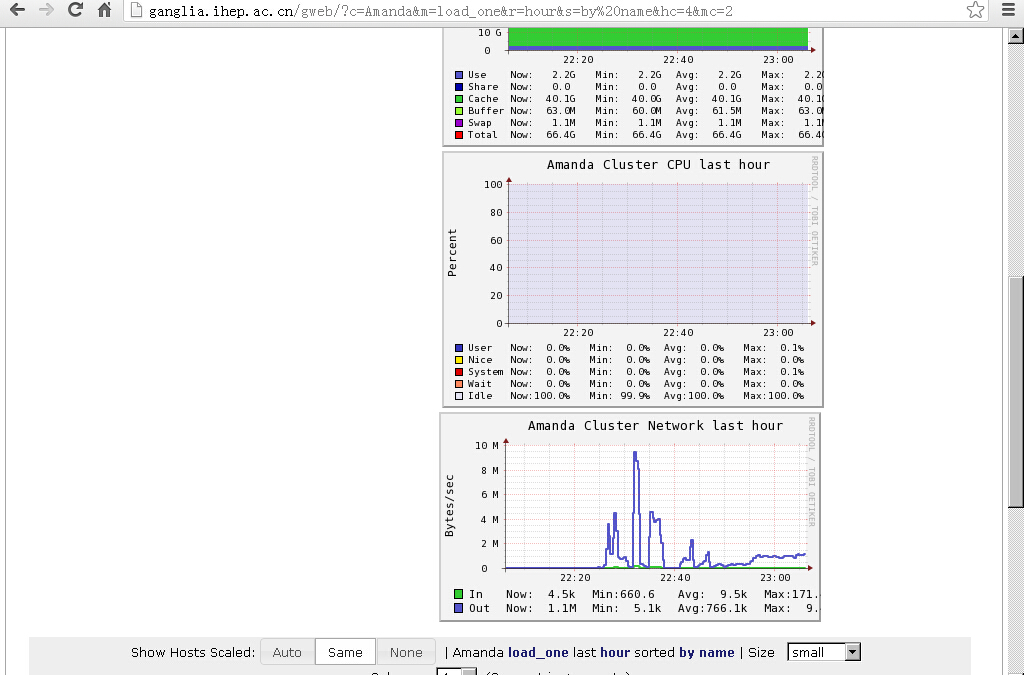 ganglia.ihep.ac.cn/gweb/?c=Amanda&m=load_one&r=hour&s=by%20name&hc=4&mc=2
10 G
0
22:20 22:40 23:00
Use Now: 2.2G Min: 2.2G Avg: 2.2G Max: 2.2G
Share Now: 0.0 Min: 0.0 Avg: 0.0 Max: 0.0
Cache Now: 40.1G Min: 40.0G Avg: 40.1G Max: 40.1
Buffer Now: 63.0M Min: 60.0M Avg: 61.5M Max: 63.0
Swap Now: 1.1M Min: 1.1M Avg: 1.1M Max: 1.1
Total Now: 66.4G Min: 66.4G Avg: 66.4G Max: 66.4
Amanda Cluster CPU last hour
RRDTOOL / TOBI OETIKER
Percent
100
80
60
40
20
0
22:20 22:40 23:00
User Now: 0.0% Min: 0.0% Avg: 0.0% Max: 0.1%
Nice Now: 0.0% Min: 0.0% Avg: 0.0% Max: 0.0%
System Now: 0.0% Min: 0.0% Avg: 0.0% Max: 0.1%
Wait Now: 0.0% Min: 0.0% Avg: 0.0% Max: 0.0%
Idle Now:100.0% Min: 99.9% Avg:100.0% Max:100.0%
Amanda Cluster Network last hour
RRDTOOL / TOBI OETIKER
Bytes/sec
10 M
8 M
6 M
4 M
2 M
0
22:20 22:40 23:00
In Now: 4.5k Min:660.6 Avg: 9.5k Max:171.
Out Now: 1.1M Min: 5.1k Avg:766.1k Max: 9.
Show Hosts Scaled: Auto Same None | Amanda load_one last hour sorted by name | Size small